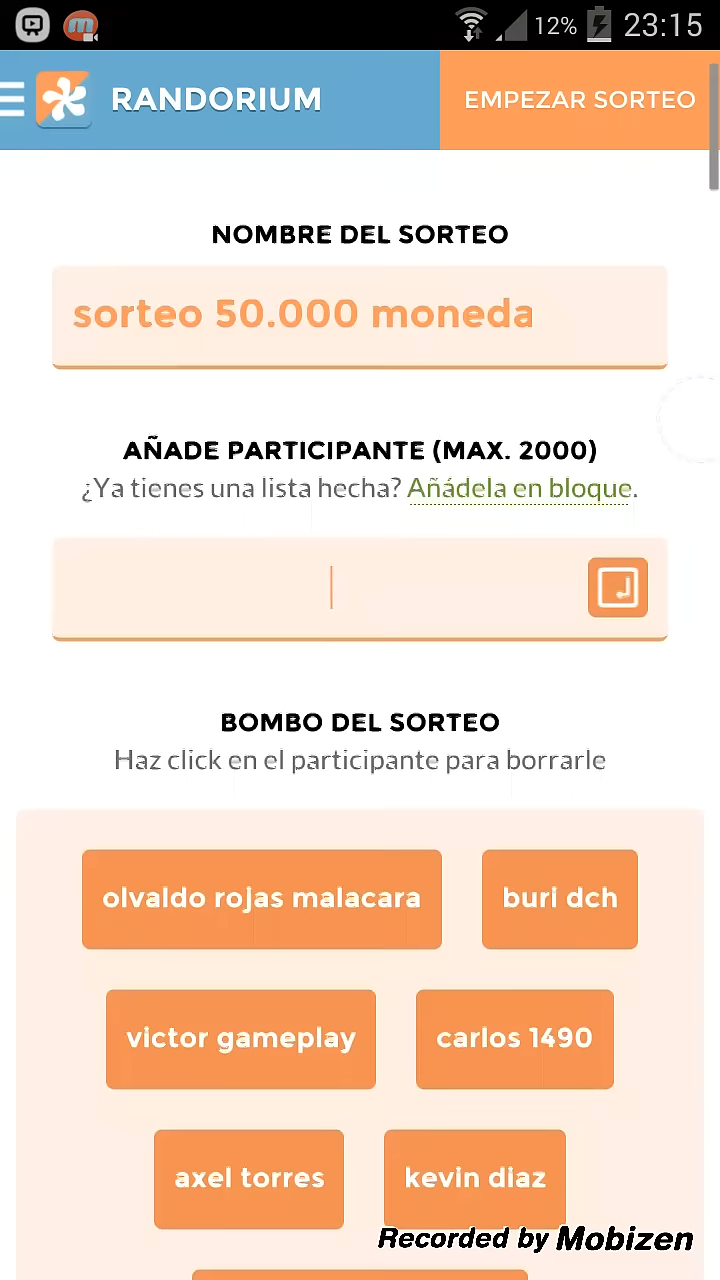 12% 23:15
RANDORIUM EMPEZAR SORTEO
NOMBRE DEL SORTEO
sorteo 50.000 moneda
AÑADE PARTICIPANTE (MAX. 2000)
¿Ya tienes una lista hecha? Añádela en bloque.
BOMBO DEL SORTEO
Haz click en el participante para borrarle
olvaldo rojas malacara buri dch
victor gameplay carlos 1490
axel torres kevin diaz
Recorded by Mobizen